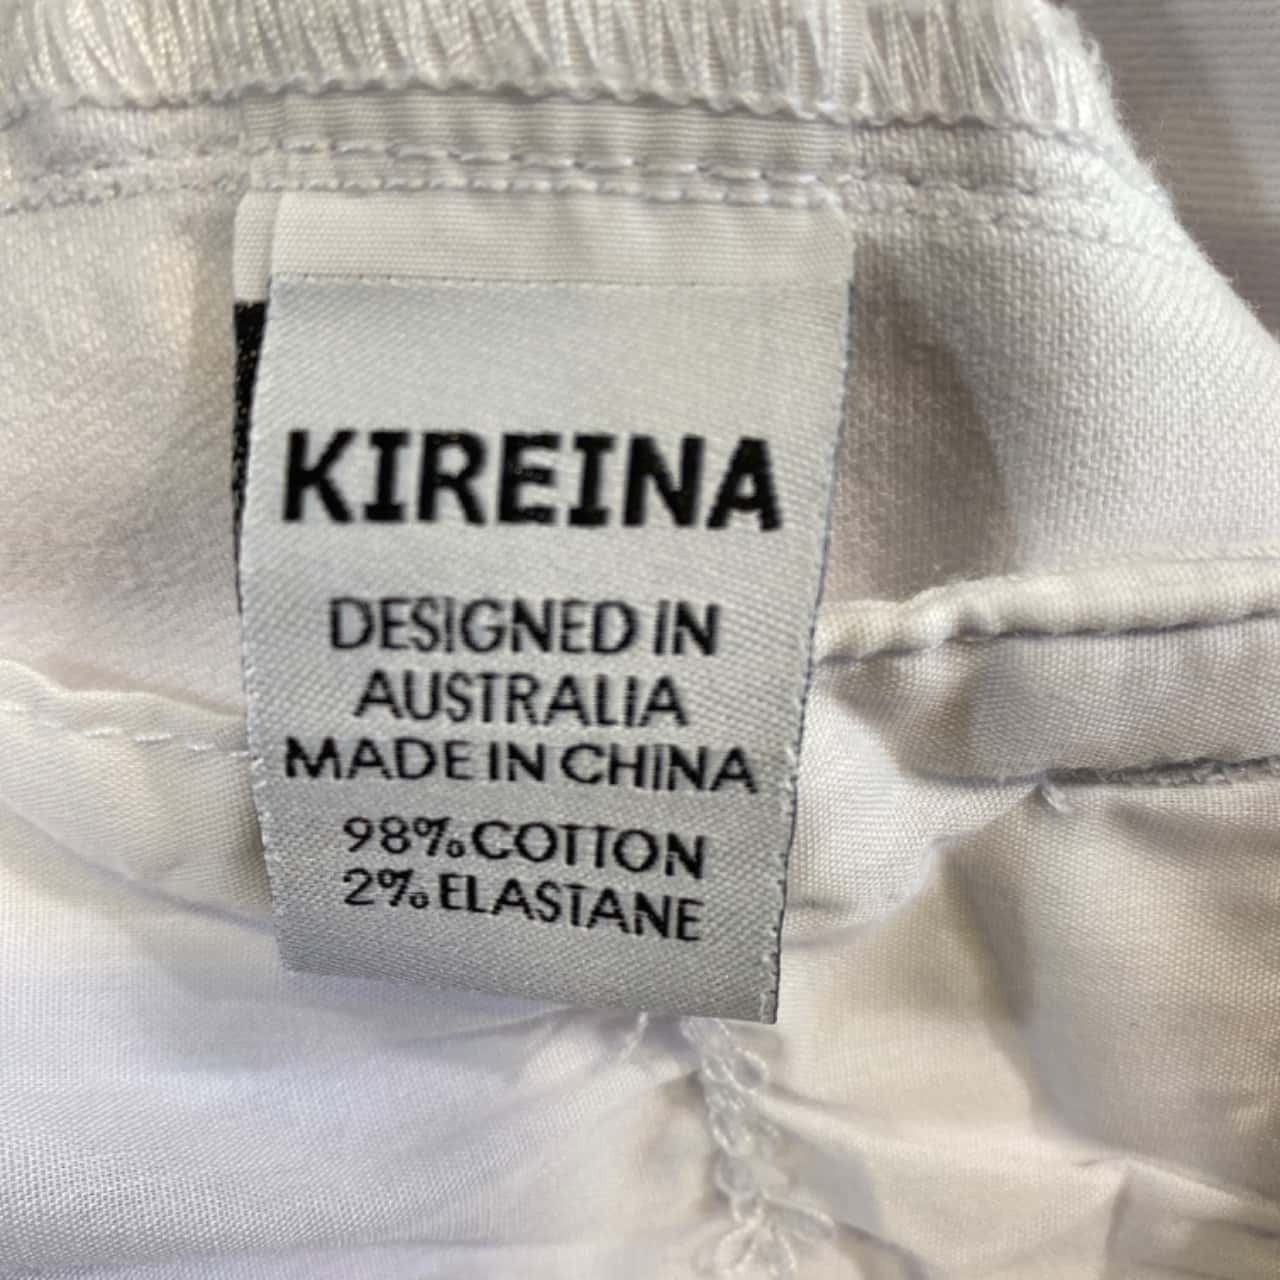 KIREINA
DESIGNED IN
AUSTRALIA
MADE IN CHINA
98% COTTON
2% ELASTANE